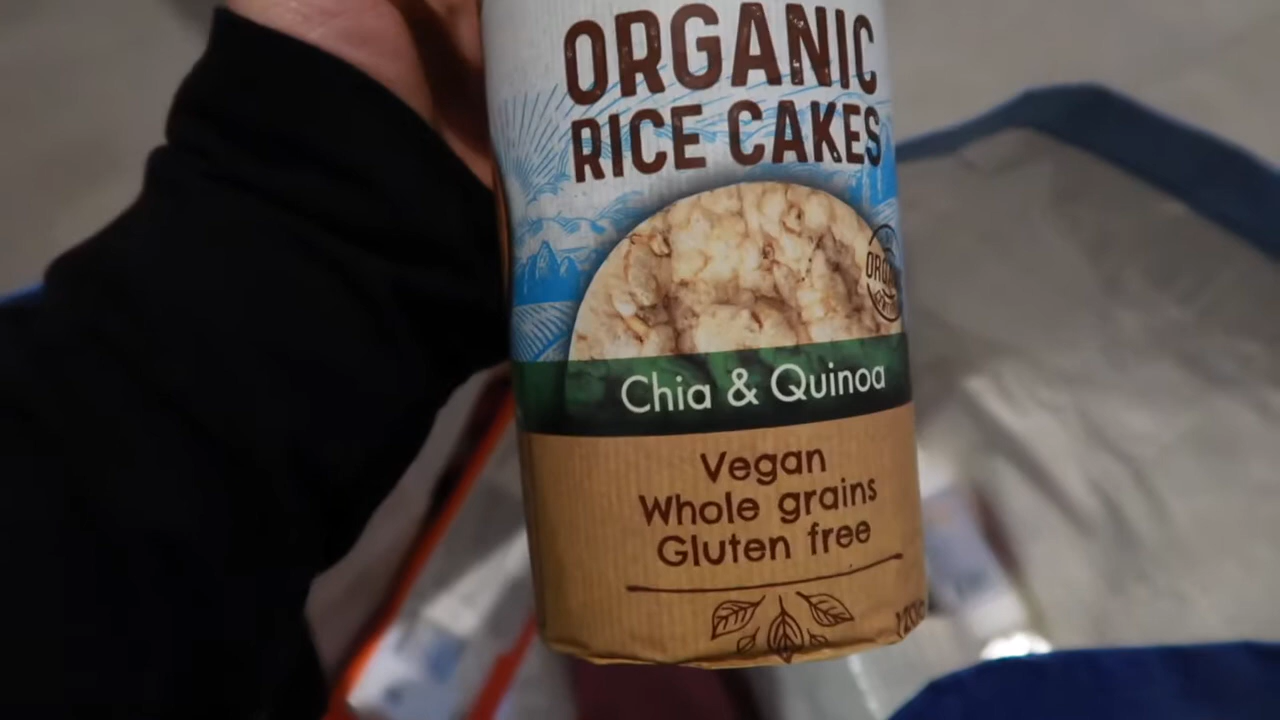 ORGANIC
RICE CAKES
Chia & Quinoa
Vegan
Whole grains
Gluten free